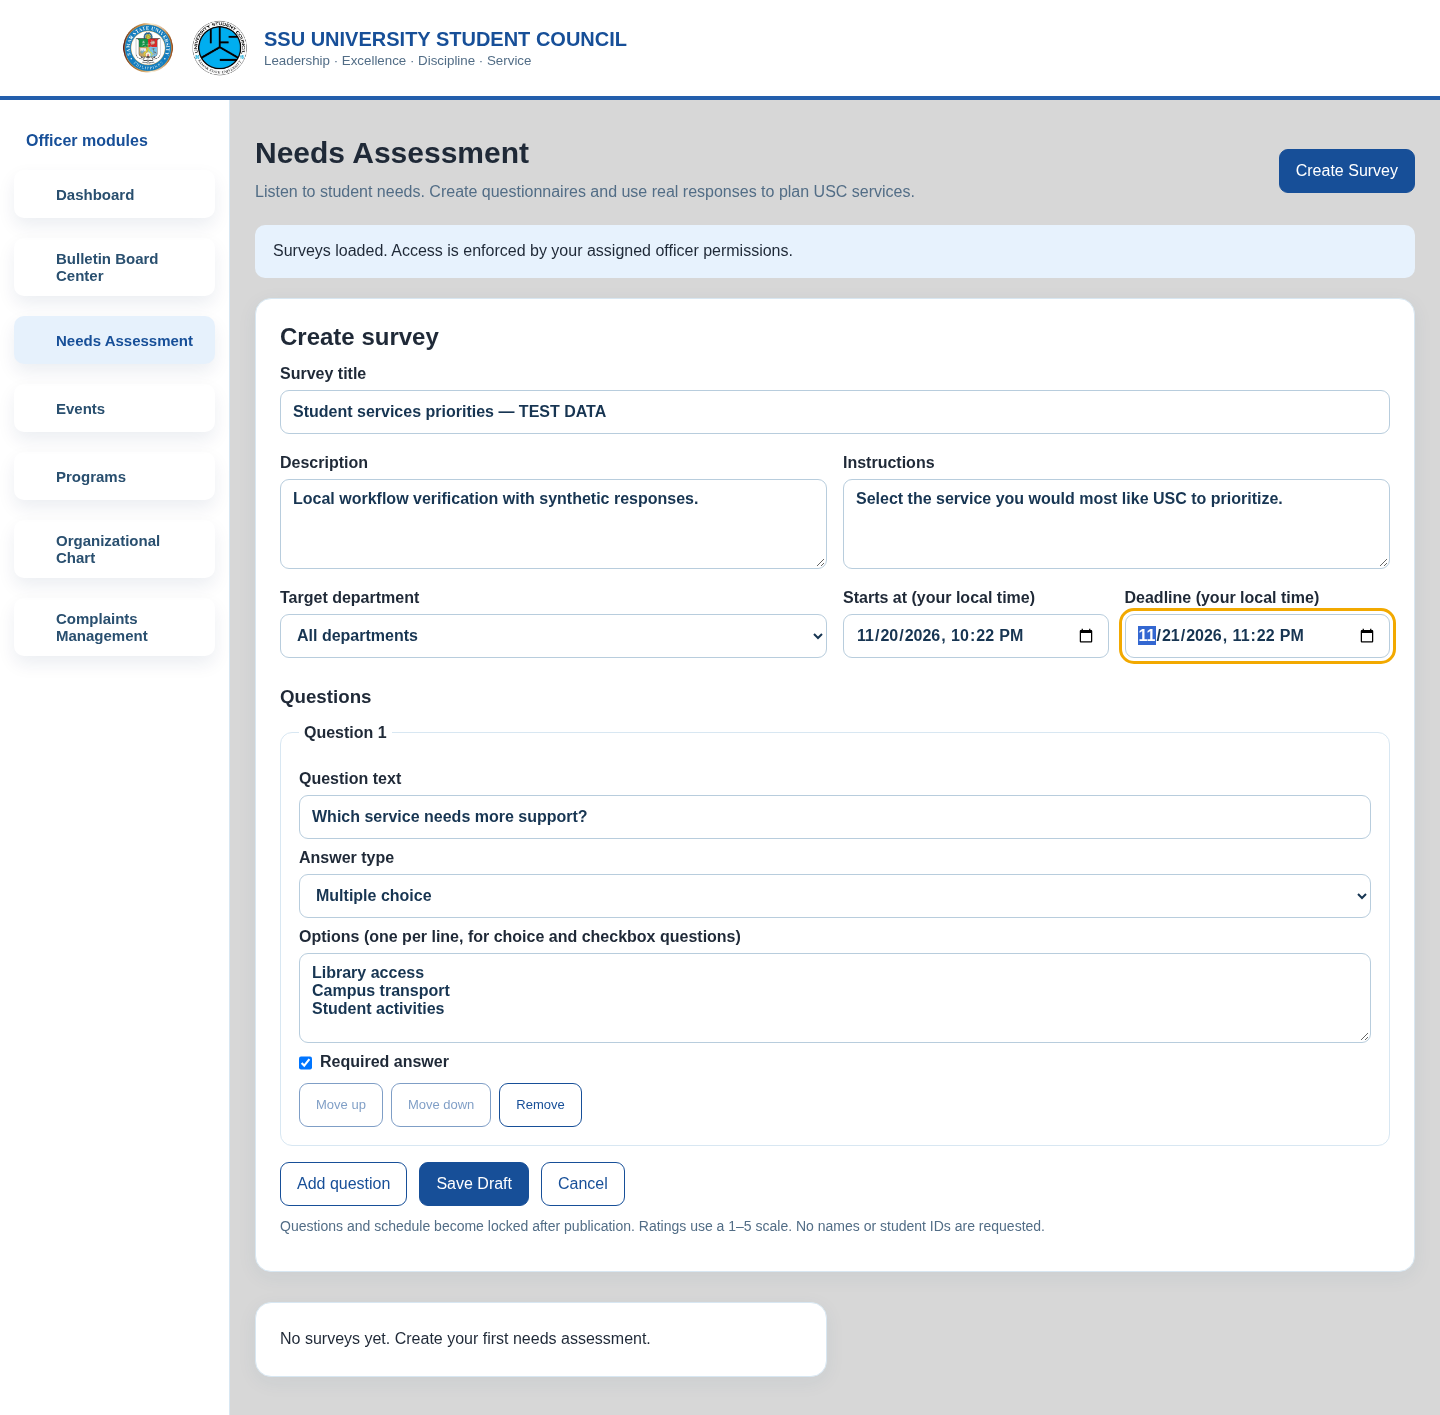 SSU UNIVERSITY STUDENT COUNCIL
Leadership · Excellence · Discipline · Service
Officer modules
Dashboard
Bulletin Board
Center
Needs Assessment
Events
Programs
Organizational
Chart
Complaints
Management
Needs Assessment
Listen to student needs. Create questionnaires and use real responses to plan USC services.
Create Survey
Surveys loaded. Access is enforced by your assigned officer permissions.
Create survey
Survey title
Student services priorities — TEST DATA
Description
Instructions
Local workflow verification with synthetic responses.
Select the service you would most like USC to prioritize.
Target department
Starts at (your local time)
Deadline (your local time)
All departments
11/20/2026, 10:22 PM
11/21/2026, 11:22 PM
Questions
Question 1
Question text
Which service needs more support?
Answer type
Multiple choice
Options (one per line, for choice and checkbox questions)
Library access
Campus transport
Student activities
Required answer
Move up
Move down
Remove
Add question
Save Draft
Cancel
Questions and schedule become locked after publication. Ratings use a 1–5 scale. No names or student IDs are requested.
No surveys yet. Create your first needs assessment.